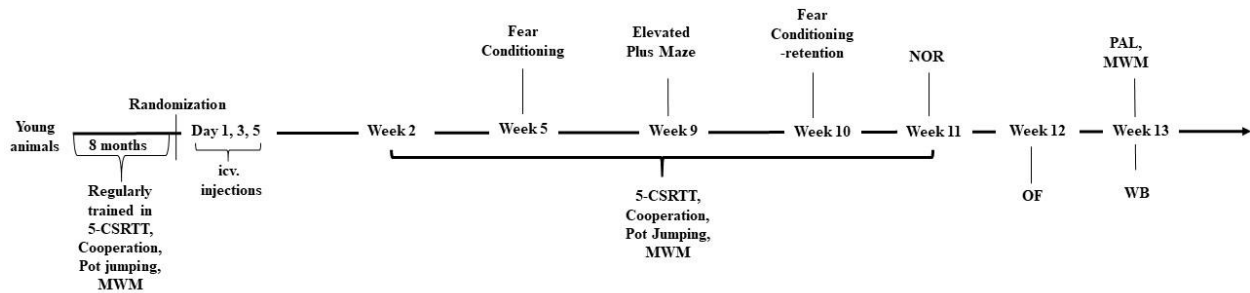 Young
animals
8 months
Regularly
trained in
5-CSRTT,
Cooperation,
Pot jumping,
MWM
Randomization
Day 1, 3, 5
icv.
injections
Week 2
Fear
Conditioning
Week 5
Elevated
Plus Maze
Week 9
Fear
Conditioning
-retention
Week 10
NOR
Week 11
5-CSRTT,
Cooperation,
Pot Jumping,
MWM
Week 12
OF
PAL,
MWM
Week 13
WB